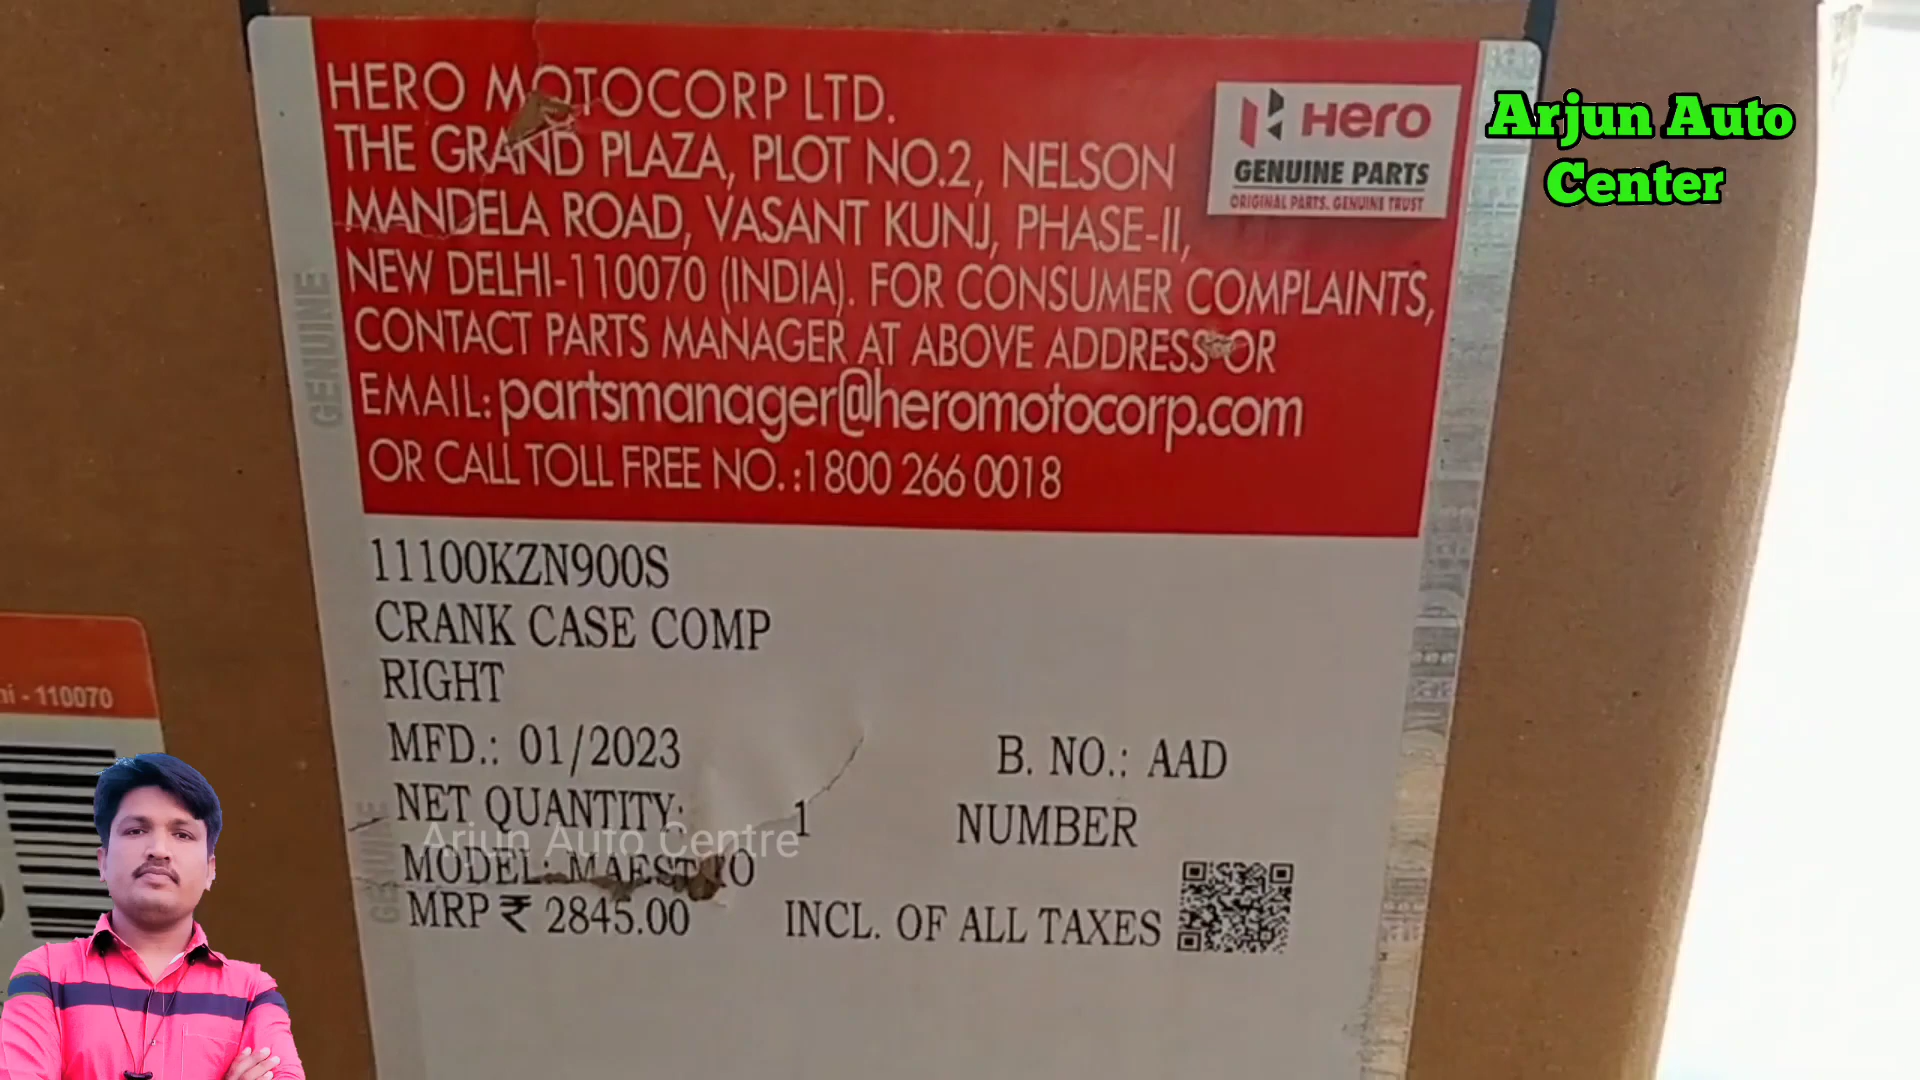 HERO MOTOCORP LTD.
THE GRAND PLAZA, PLOT NO.2, NELSON
MANDELA ROAD, VASANT KUNJ, PHASE-II,
NEW DELHI-110070 (INDIA). FOR CONSUMER COMPLAINTS,
CONTACT PARTS MANAGER AT ABOVE ADDRESS OR
EMAIL: partsmanager@heromotocorp.com
OR CALL TOLL FREE NO.:1800 266 0018
Hero
GENUINE PARTS
ORIGINAL PARTS. GENUINE TRUST
Arjun Auto
Center
GENUINE
11100KZN900S
CRANK CASE COMP
RIGHT
MFD.: 01/2023 B. NO.: AAD
NET QUANTITY: 1 NUMBER
Arjun Auto Centre
MODEL: MAESTRO
MRP ₹ 2845.00 INCL. OF ALL TAXES
GENUINE
hi - 110070